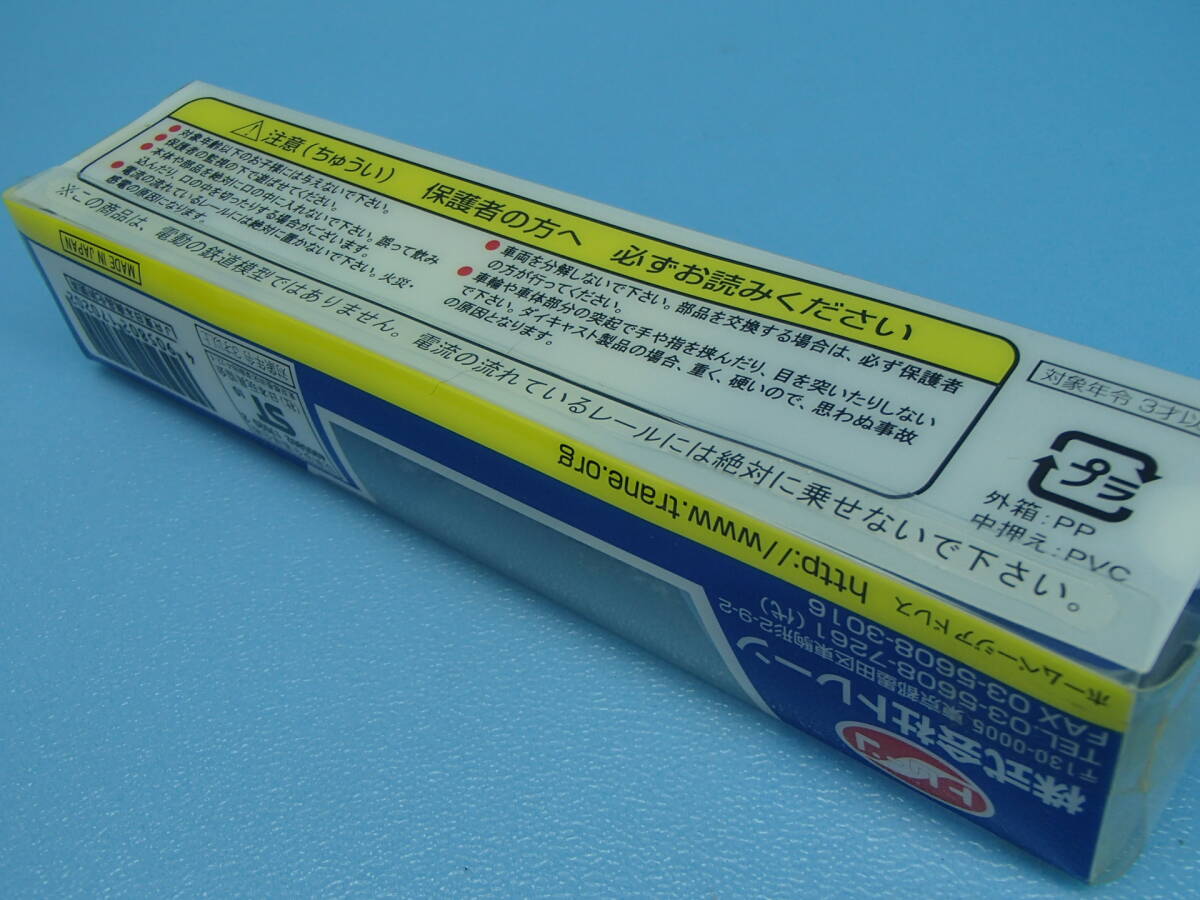 ⚠注意(ちゅうい) 保護者の方へ 必ずお読みください
●対象年齢以下のお子様には与えないで下さい。
●保護者の監視の下で遊ばせてください。
●本体や部品を絶対に口の中に入れないで下さい。誤って飲み
込んだり、口の中を切ったりする場合がございます。
●電流の流れているレールには絶対に置かないで下さい。火災・
感電の原因になります。
●車両を分解しないで下さい。部品を交換する場合は、必ず保護者
の方が行ってください。
●車輪や車体部分の突起で手や指を挟んだり、目を突いたりしない
で下さい。ダイキャスト製品の場合、重く、硬いので、思わぬ事故
の原因となります。
※この商品は、電動の鉄道模型ではありません。電流の流れているレールには絶対に乗せないで下さい。
対象年令 3才以
プラ
外箱:PP
中押え:PVC
ホームページアドレス http://www.trane.org
MADE IN JAPAN
対象年令3才以上
ST
トレーン
株式会社トレーン
〒130-0005 東京都墨田区東駒形2-9-2
TEL 03-5608-7261(代)
FAX 03-5608-3016